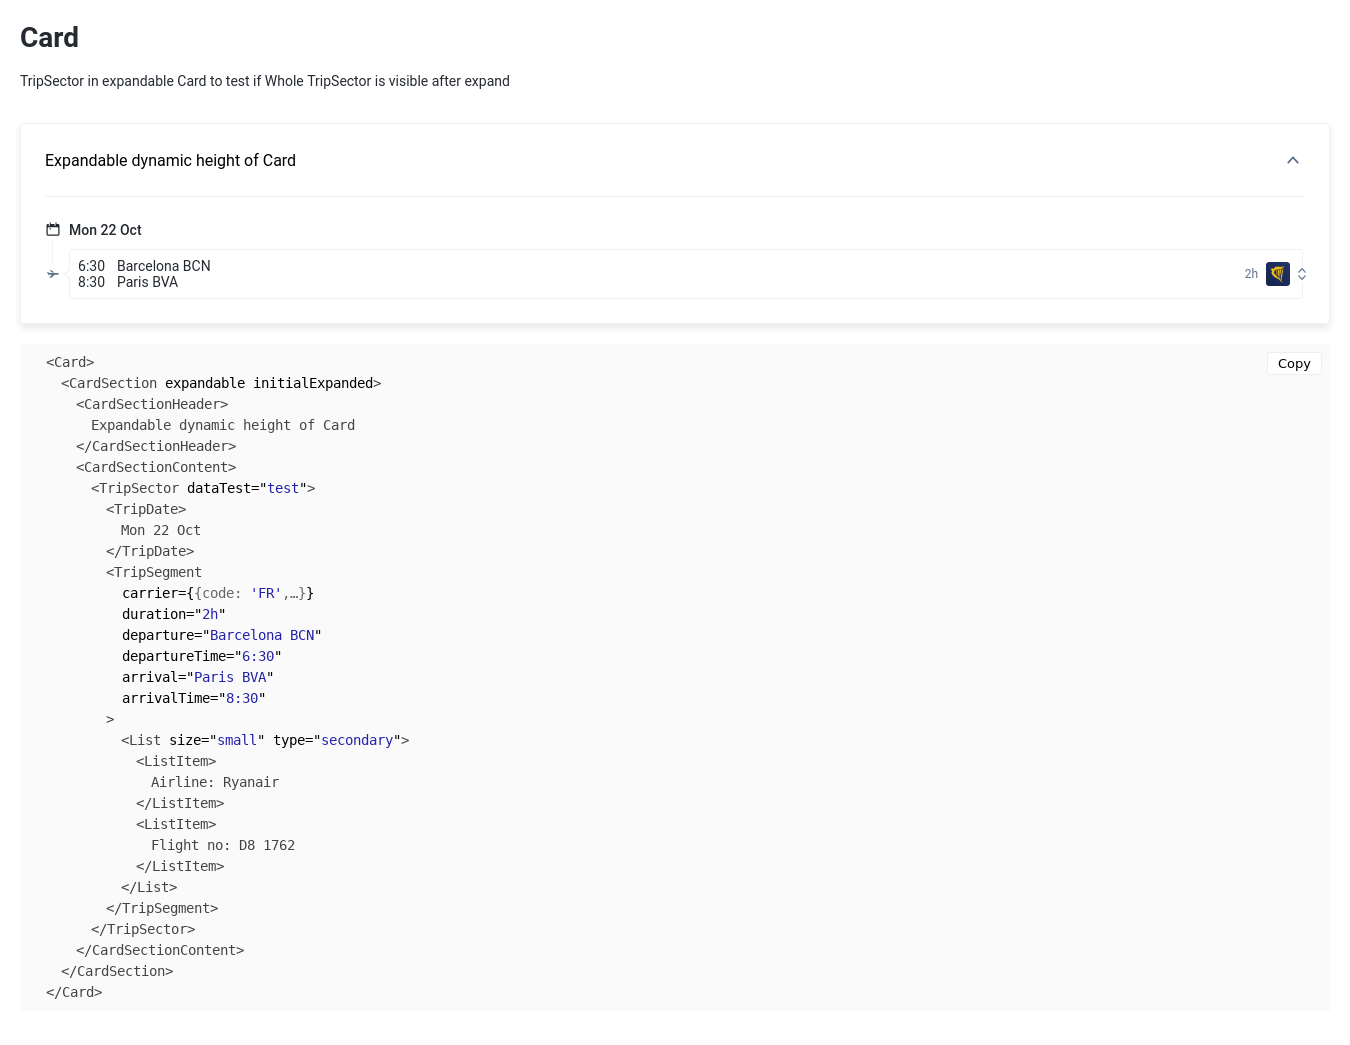 Card
TripSector in expandable Card to test if Whole TripSector is visible after expand
Expandable dynamic height of Card
Mon 22 Oct
6:30 Barcelona BCN
8:30 Paris BVA
2h
Copy
<Card>
<CardSection expandable initialExpanded>
<CardSectionHeader>
Expandable dynamic height of Card
</CardSectionHeader>
<CardSectionContent>
<TripSector dataTest="test">
<TripDate>
Mon 22 Oct
</TripDate>
<TripSegment
carrier={{code: 'FR',…}}
duration="2h"
departure="Barcelona BCN"
departureTime="6:30"
arrival="Paris BVA"
arrivalTime="8:30"
>
<List size="small" type="secondary">
<ListItem>
Airline: Ryanair
</ListItem>
<ListItem>
Flight no: D8 1762
</ListItem>
</List>
</TripSegment>
</TripSector>
</CardSectionContent>
</CardSection>
</Card>